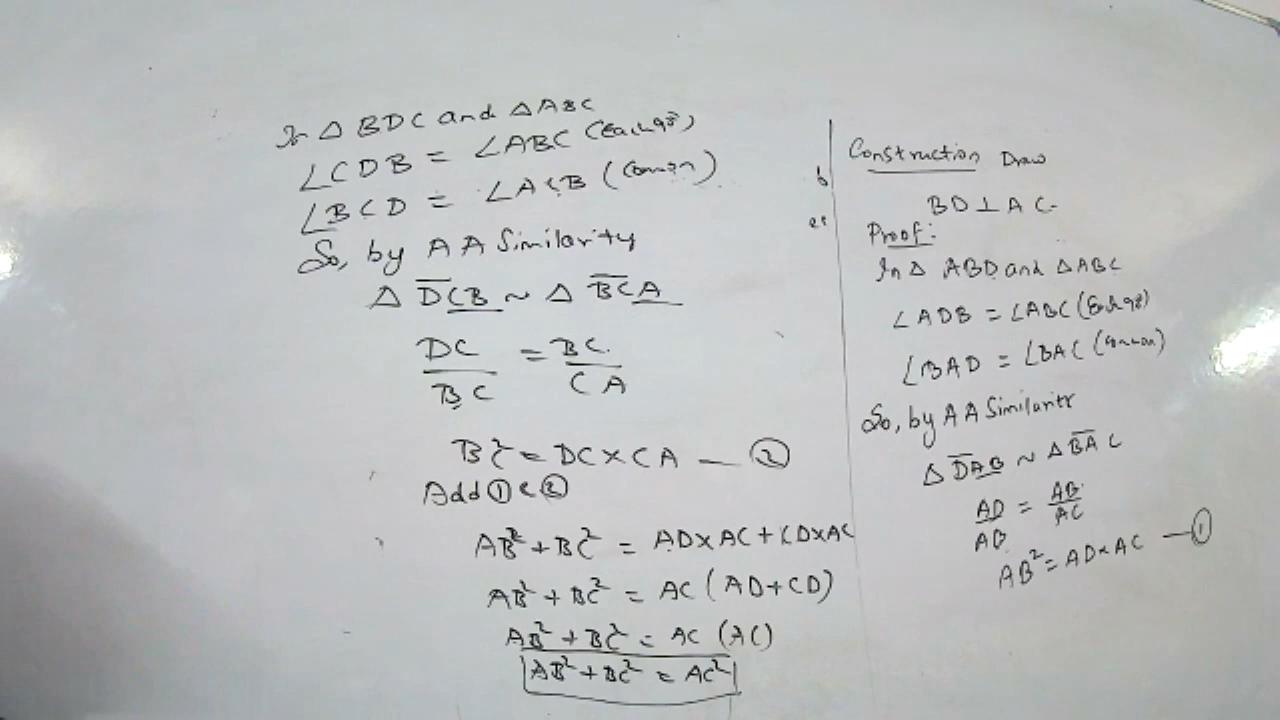 In △ BDC and △ ABC
∠CDB = ∠ABC (Each 90°)
∠BCD = ∠ACB (Common)
So, by AA Similarity
△ DCB ~ △ BCA
DC/BC = BC/CA
BC² = DC×CA — ②
Add ① & ②
AB² + BC² = AD×AC + CD×AC
AB² + BC² = AC (AD+CD)
AB² + BC² = AC (AC)
AB² + BC² = AC²
Construction Draw
BD⊥AC.
Proof:
In △ ABD and △ABC
∠ADB = ∠ABC (Each 90°)
∠BAD = ∠BAC (Common)
So, by AA Similarity
△ DAB ~ △ BAC
AD/AB = AB/AC
AB² = AD×AC —①